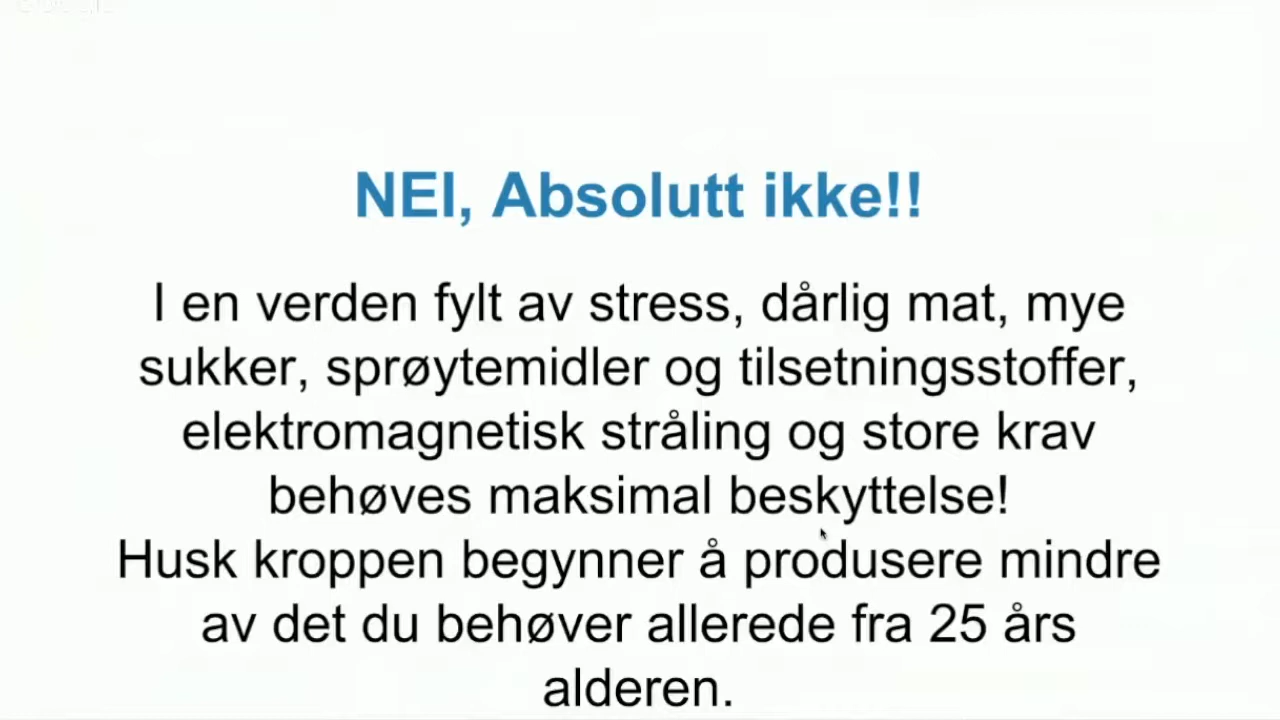 NEI, Absolutt ikke!!
I en verden fylt av stress, dårlig mat, mye
sukker, sprøytemidler og tilsetningsstoffer,
elektromagnetisk stråling og store krav
behøves maksimal beskyttelse!
Husk kroppen begynner å produsere mindre
av det du behøver allerede fra 25 års
alderen.